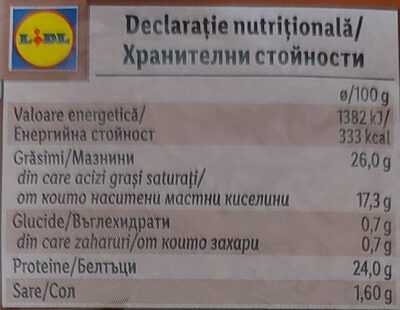 LIDL
Declarație nutrițională/
Хранителни стойности
ø/100 g
Valoare energetică/ 1382 kJ/
Енергийна стойност 333 kcal
Grăsimi/Мазнини 26,0 g
din care acizi grași saturați/
от които наситени мастни киселини 17,3 g
Glucide/Въглехидрати 0,7 g
din care zaharuri/от които захари 0,7 g
Proteine/Белтъци 24,0 g
Sare/Сол 1,60 g